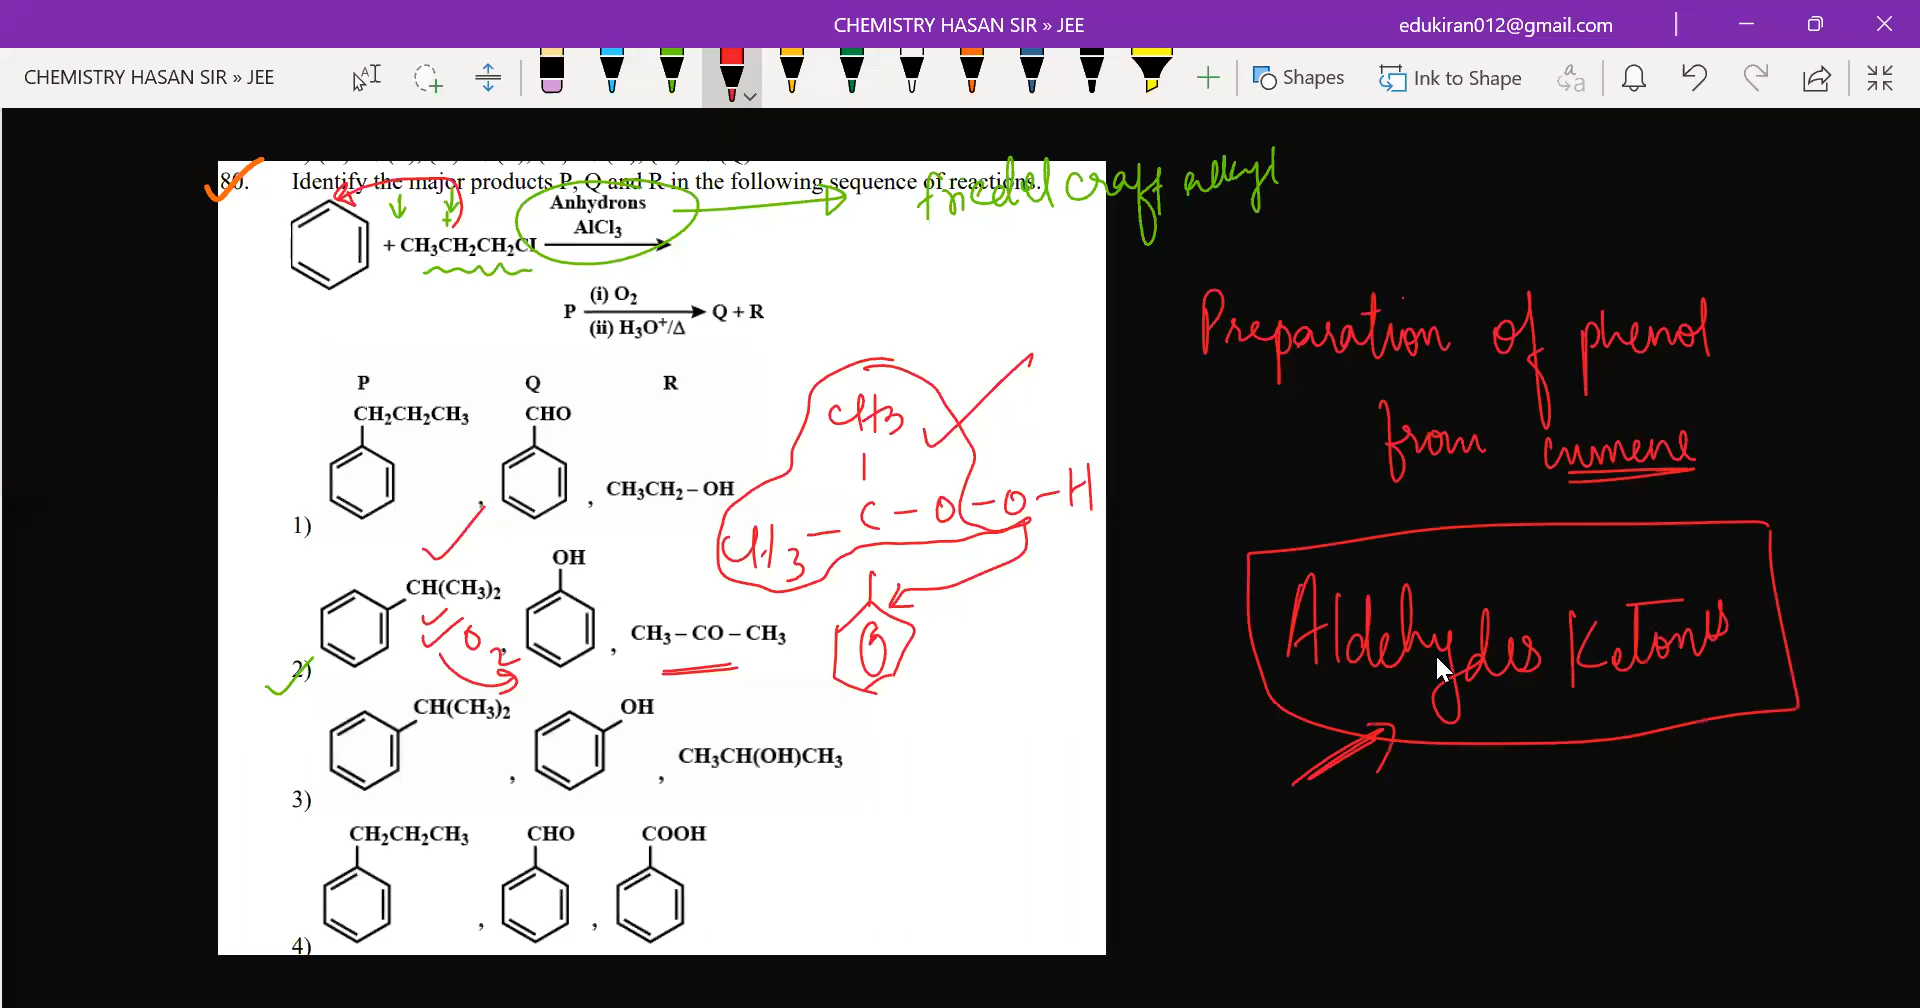 CHEMISTRY HASAN SIR » JEE
edukiran012@gmail.com
CHEMISTRY HASAN SIR » JEE
Shapes
Ink to Shape
80. Identify the major products P, Q and R in the following sequence of reactions.
friedel craff alkyl
Anhydrons
AlCl3
+ CH3CH2CH2Cl
P (i) O2 Q + R
(ii) H3O+/Δ
Preparation of phenol
from cumene
Aldehydes Ketones
P Q R
CH2CH2CH3 CHO
, , CH3CH2 – OH
1)
CH3
C – O – O – H
CH3 –
OH
CH(CH3)2
O2
, , CH3 – CO – CH3
2)
CH(CH3)2 OH
, , CH3CH(OH)CH3
3)
CH2CH2CH3 CHO COOH
, ,
4)